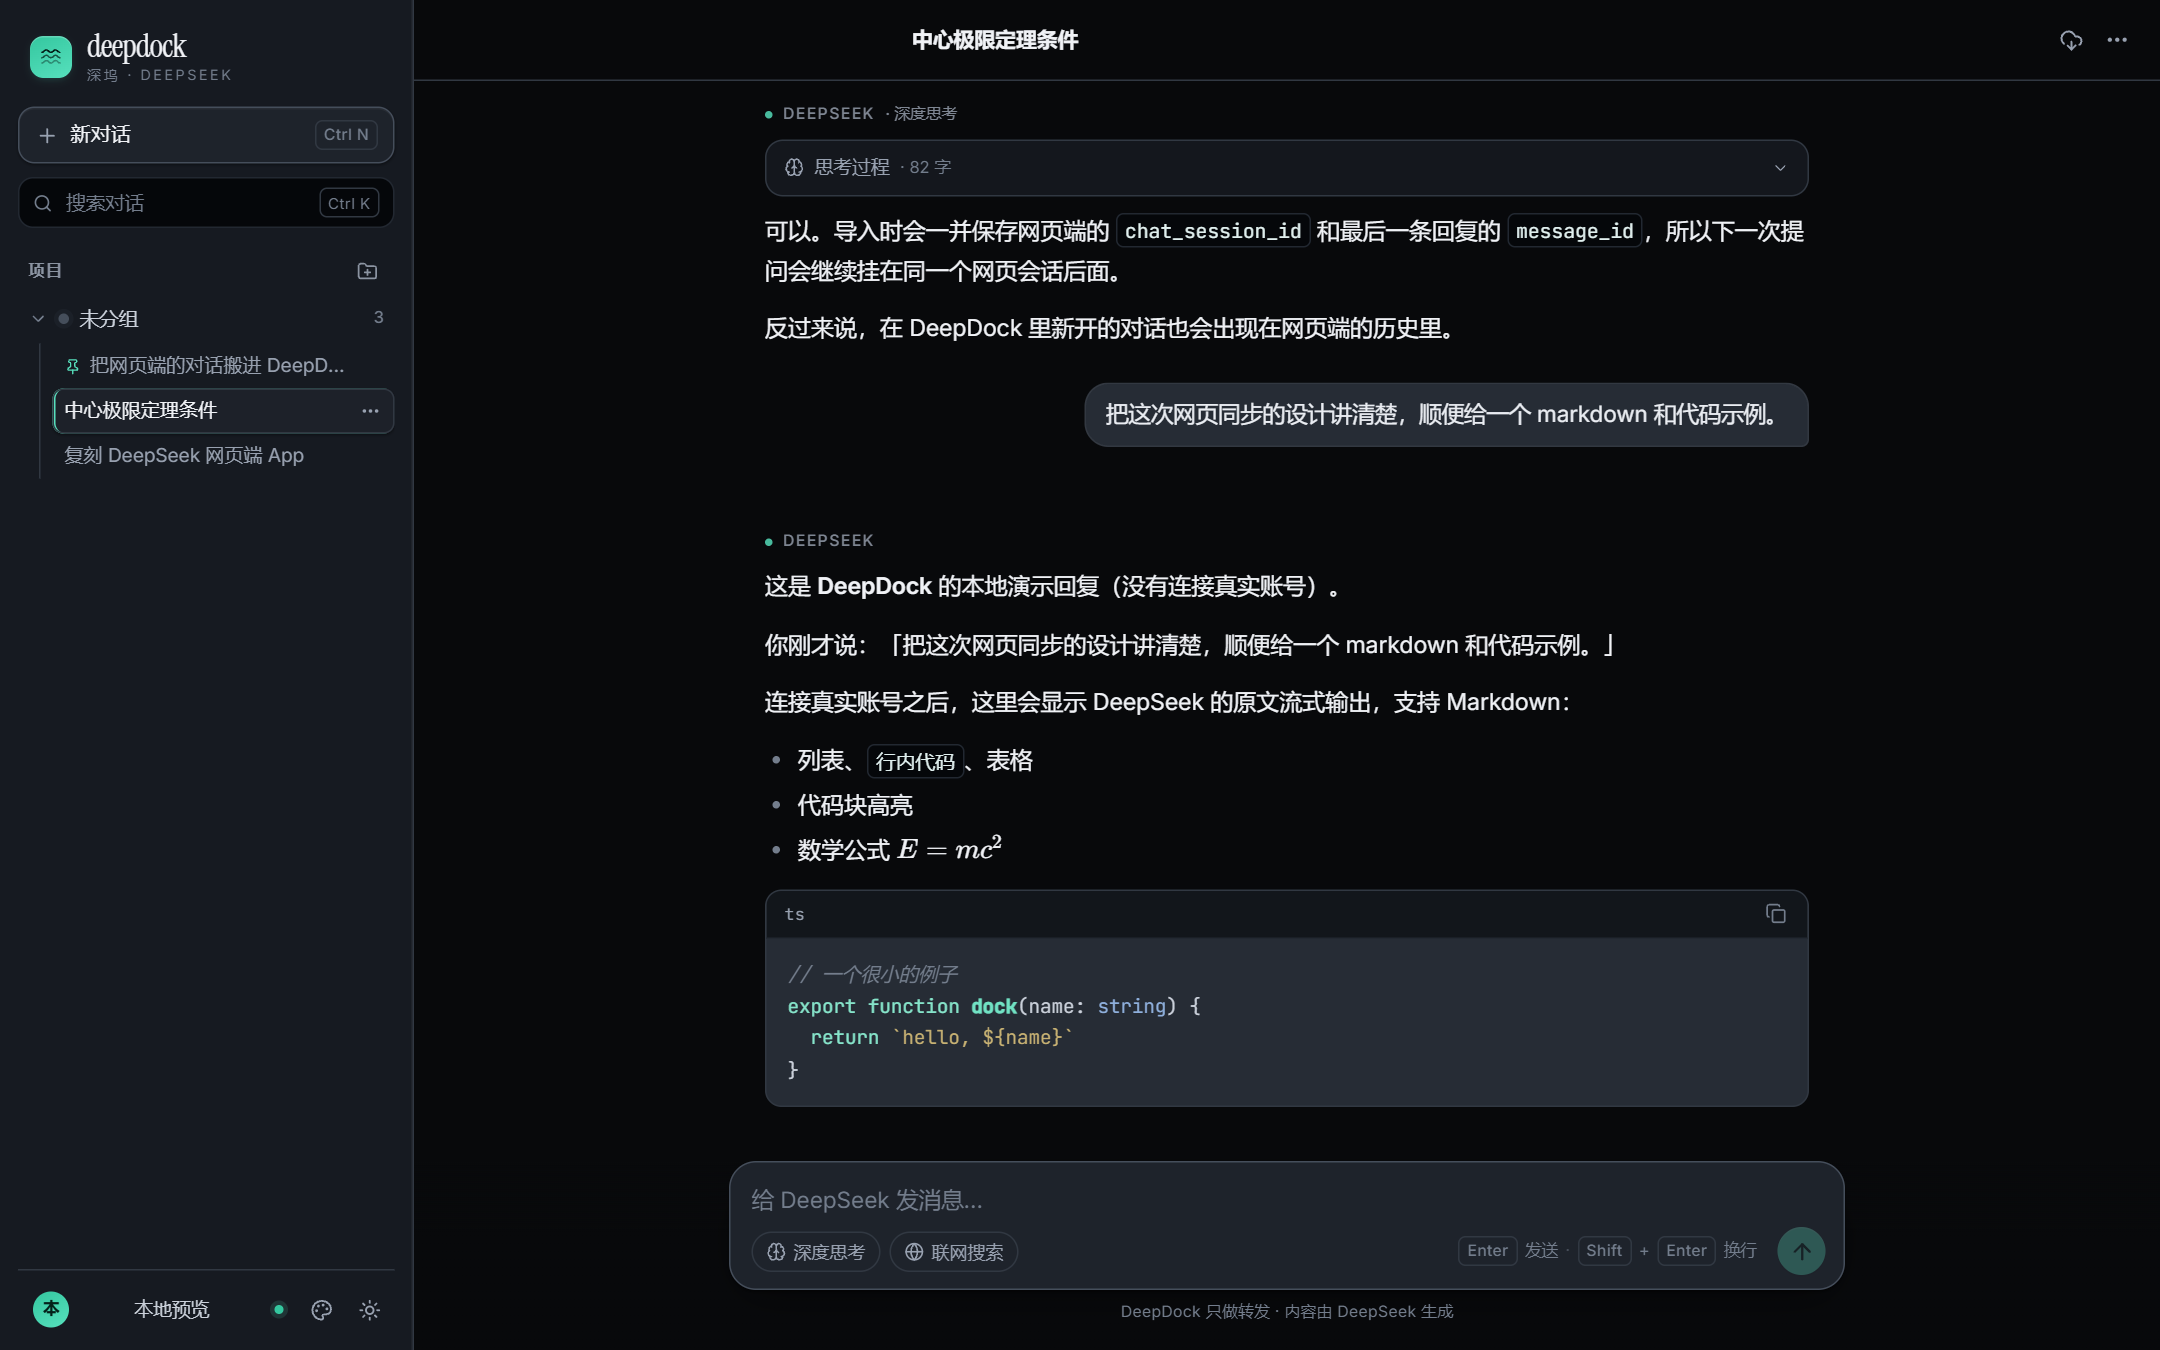 deepdock
深坞 · DEEPSEEK
新对话
Ctrl N
搜索对话
Ctrl K
项目
未分组
3
把网页端的对话搬进 DeepD...
中心极限定理条件
复刻 DeepSeek 网页端 App
本
本地预览
中心极限定理条件
DEEPSEEK · 深度思考
思考过程 · 82 字
可以。导入时会一并保存网页端的 chat_session_id 和最后一条回复的 message_id，所以下一次提
问会继续挂在同一个网页会话后面。
反过来说，在 DeepDock 里新开的对话也会出现在网页端的历史里。
把这次网页同步的设计讲清楚，顺便给一个 markdown 和代码示例。
DEEPSEEK
这是 DeepDock 的本地演示回复（没有连接真实账号）。
你刚才说：「把这次网页同步的设计讲清楚，顺便给一个 markdown 和代码示例。」
连接真实账号之后，这里会显示 DeepSeek 的原文流式输出，支持 Markdown：
• 列表、行内代码、表格
• 代码块高亮
• 数学公式 E = mc²
ts
// 一个很小的例子
export function dock(name: string) {
  return `hello, ${name}`
}
给 DeepSeek 发消息...
深度思考
联网搜索
Enter 发送 · Shift + Enter 换行
DeepDock 只做转发 · 内容由 DeepSeek 生成